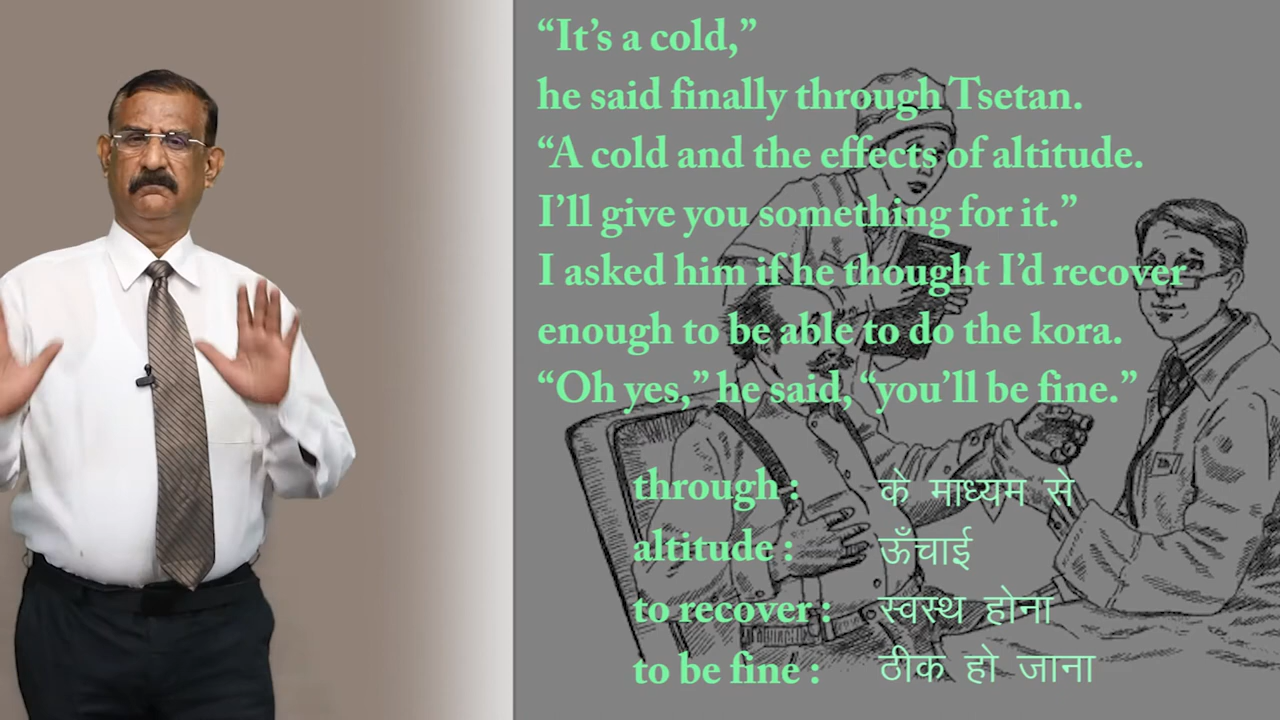 “It’s a cold,”
he said finally through Tsetan.
“A cold and the effects of altitude.
I’ll give you something for it.”
I asked him if he thought I’d recover
enough to be able to do the kora.
“Oh yes,” he said, “you’ll be fine.”
through : के माध्यम से
altitude : ऊँचाई
to recover : स्वस्थ होना
to be fine : ठीक हो जाना